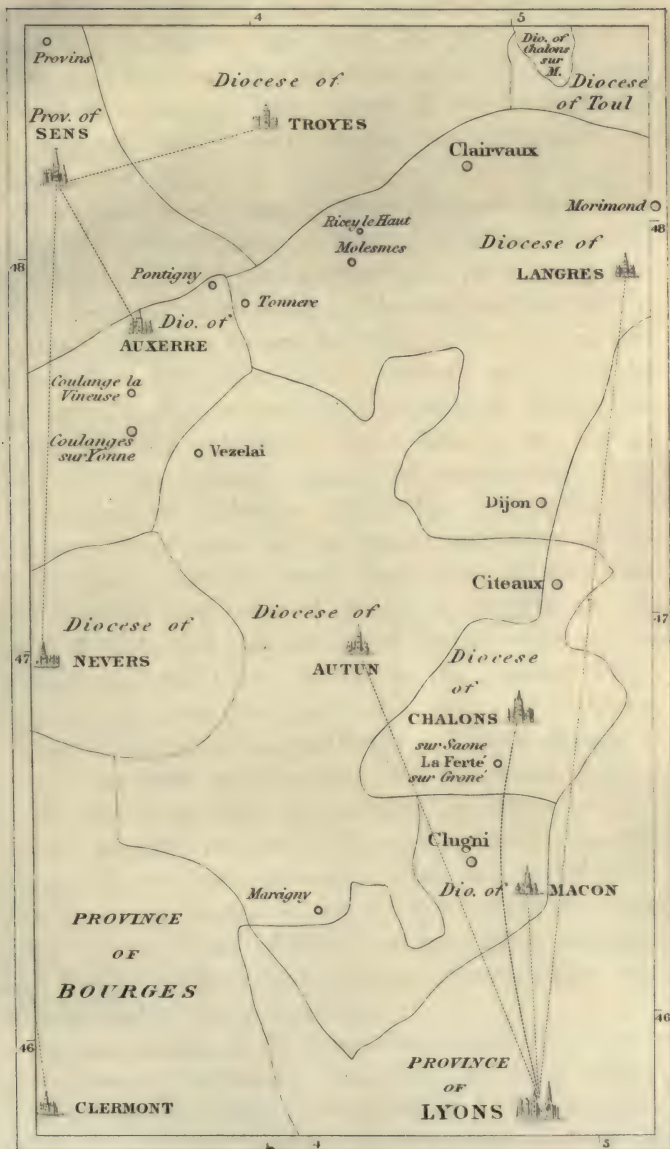 4
5
Provins
Dio. of
Chalons
sur
M.
Diocese of
TROYES
Diocese
of Toul
Prov. of
SENS
Clairvaux
Morimond
48
Ricey le Haut
Molesmes
Diocese of
LANGRES
48
Pontigny
Tonnere
Dio. of
AUXERRE
Coulange la
Vineuse
Coulanges
sur Yonne
Vezelai
Dijon
Citeaux
47
Diocese of
NEVERS
47
Diocese of
AUTUN
Diocese
of
CHALONS
sur Saone
La Ferté
sur Groné
Clugni
Dio. of MACON
Marcigny
PROVINCE
OF
BOURGES
46
46
CLERMONT
PROVINCE
OF
LYONS
4
5